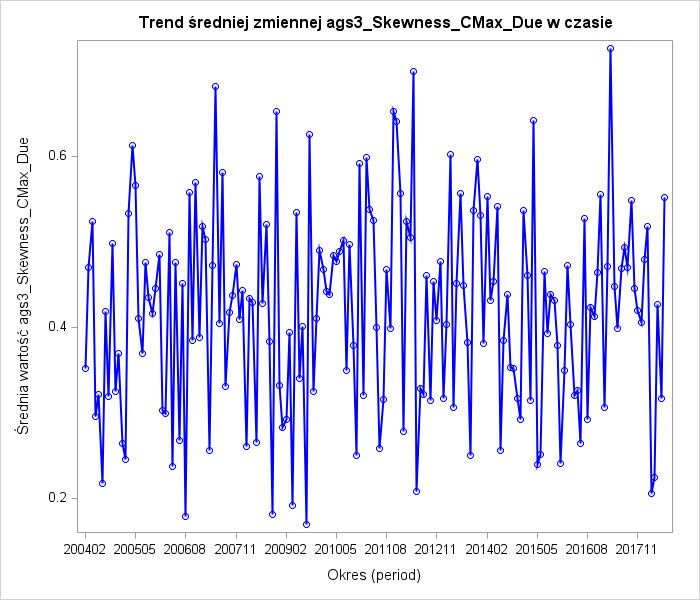 Trend średniej zmiennej ags3_Skewness_CMax_Due w czasie
Średnia wartość ags3_Skewness_CMax_Due
0.6
0.4
0.2
200402 200505 200608 200711 200902 201005 201108 201211 201402 201505 201608 201711
Okres (period)